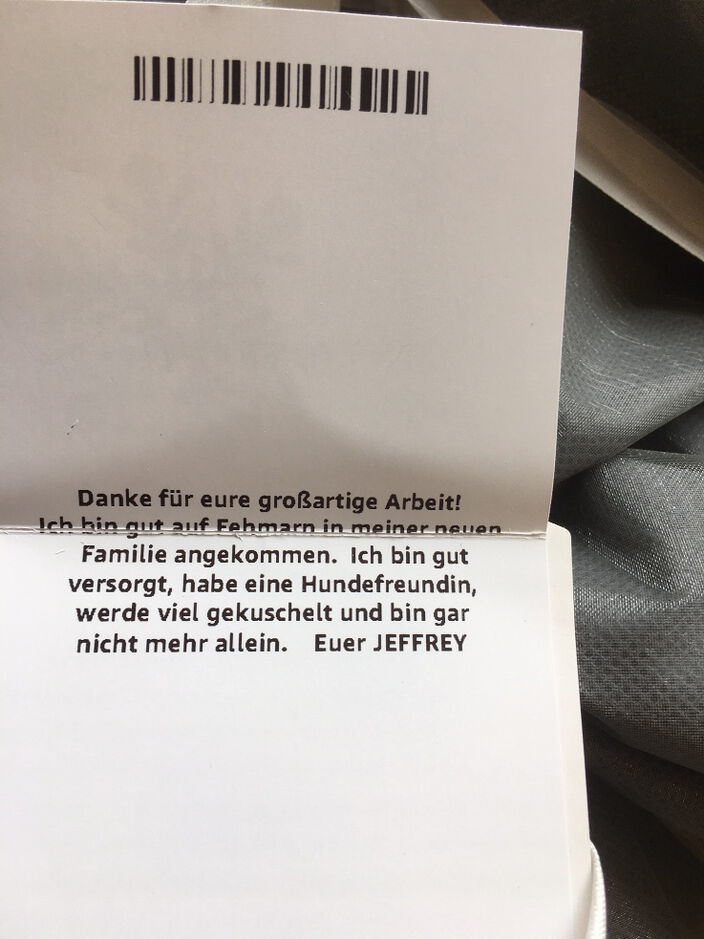 Danke für eure großartige Arbeit!
Ich bin gut auf Fehmarn in meiner neuen
Familie angekommen. Ich bin gut
versorgt, habe eine Hundefreundin,
werde viel gekuschelt und bin gar
nicht mehr allein. Euer JEFFREY